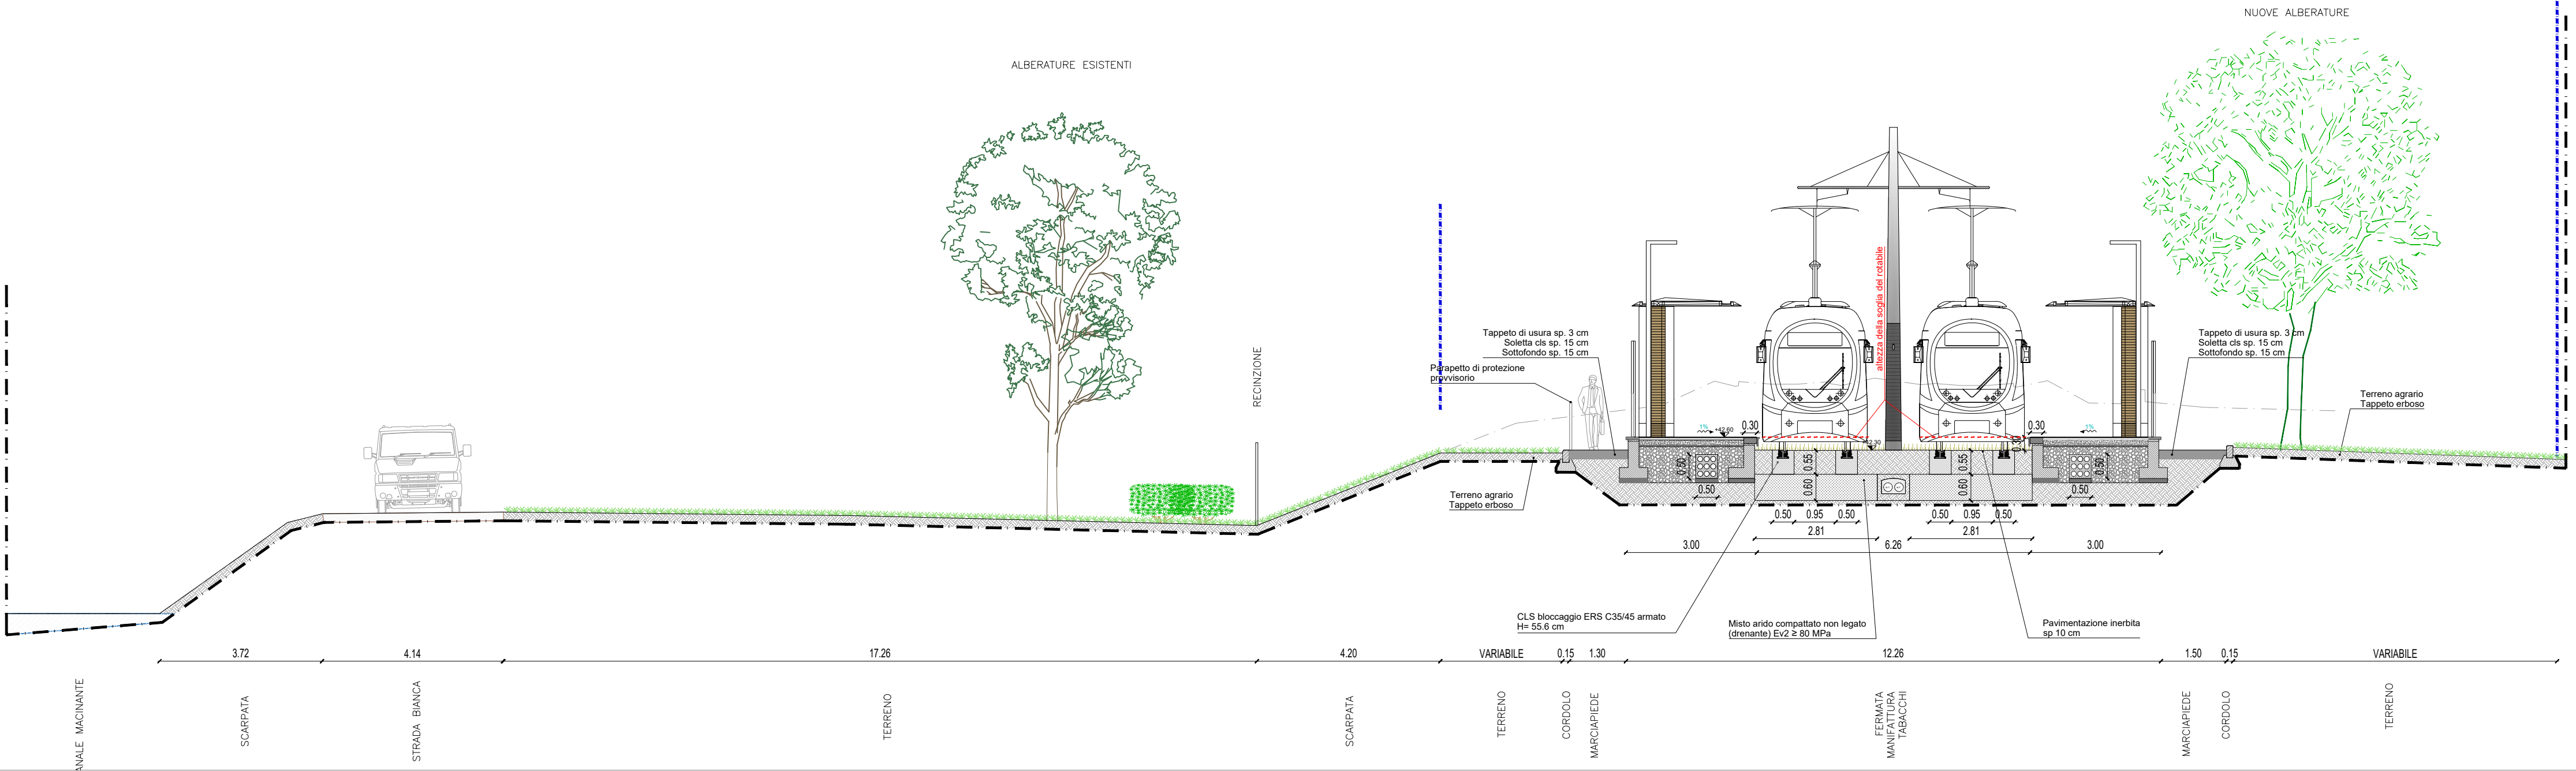 NUOVE ALBERATURE
ALBERATURE ESISTENTI
RECINZIONE
altezza della soglia del rotabile
Tappeto di usura sp. 3 cm
Soletta cls sp. 15 cm
Sottofondo sp. 15 cm
Parapetto di protezione
provvisorio
Tappeto di usura sp. 3 cm
Soletta cls sp. 15 cm
Sottofondo sp. 15 cm
Terreno agrario
Tappeto erboso
1%
+42.60
0.30
0.30
1%
0.50
0.50
0.55
0.60
0.55
0.60
0.50
0.50
Terreno agrario
Tappeto erboso
0.50 0.95 0.50
0.50 0.95 0.50
2.81
2.81
3.00
6.26
3.00
CLS bloccaggio ERS C35/45 armato
H= 55.6 cm
Misto arido compattato non legato
(drenante) Ev2 ≥ 80 MPa
Pavimentazione inerbita
sp 10 cm
3.72
4.14
17.26
4.20
VARIABILE
0.15
1.30
12.26
1.50
0.15
VARIABILE
ANALE MACINANTE
SCARPATA
STRADA BIANCA
TERRENO
SCARPATA
TERRENO
CORDOLO
MARCIAPIEDE
FERMATA
MANIFATTURA
TABACCHI
MARCIAPIEDE
CORDOLO
TERRENO